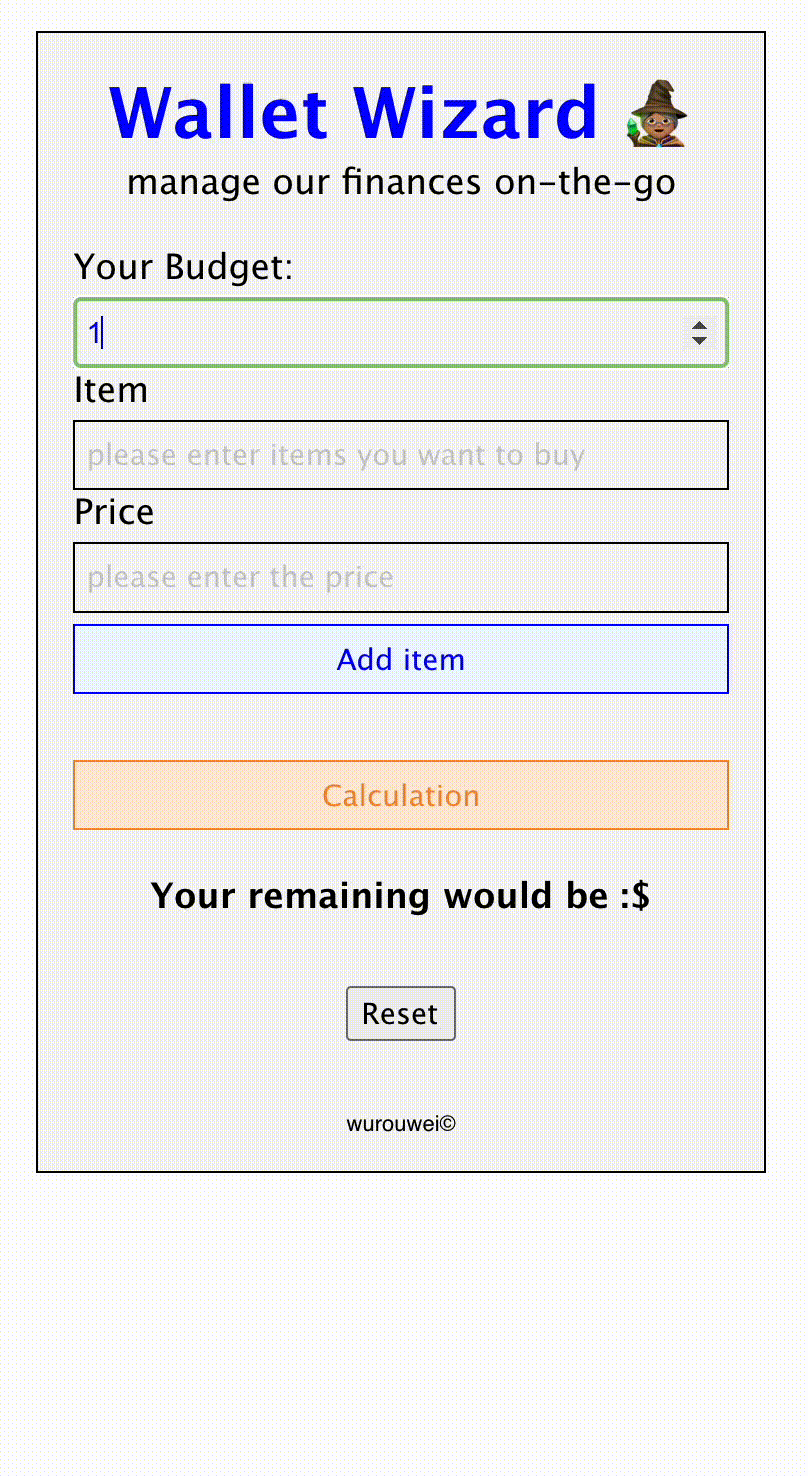 Wallet Wizard
manage our finances on-the-go
Your Budget:
1
Item
please enter items you want to buy
Price
please enter the price
Add item
Calculation
Your remaining would be :$
Reset
wurouwei©